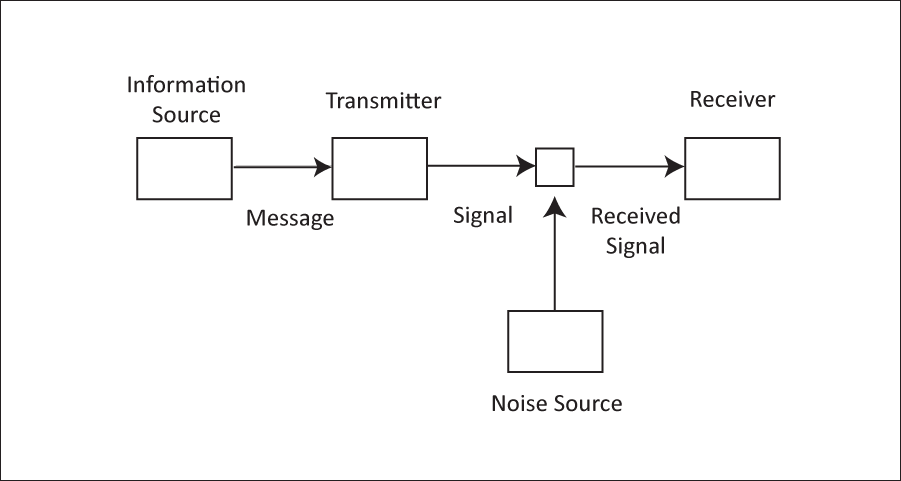 Information
Source
Transmitter
Receiver
Message
Signal
Received
Signal
Noise Source